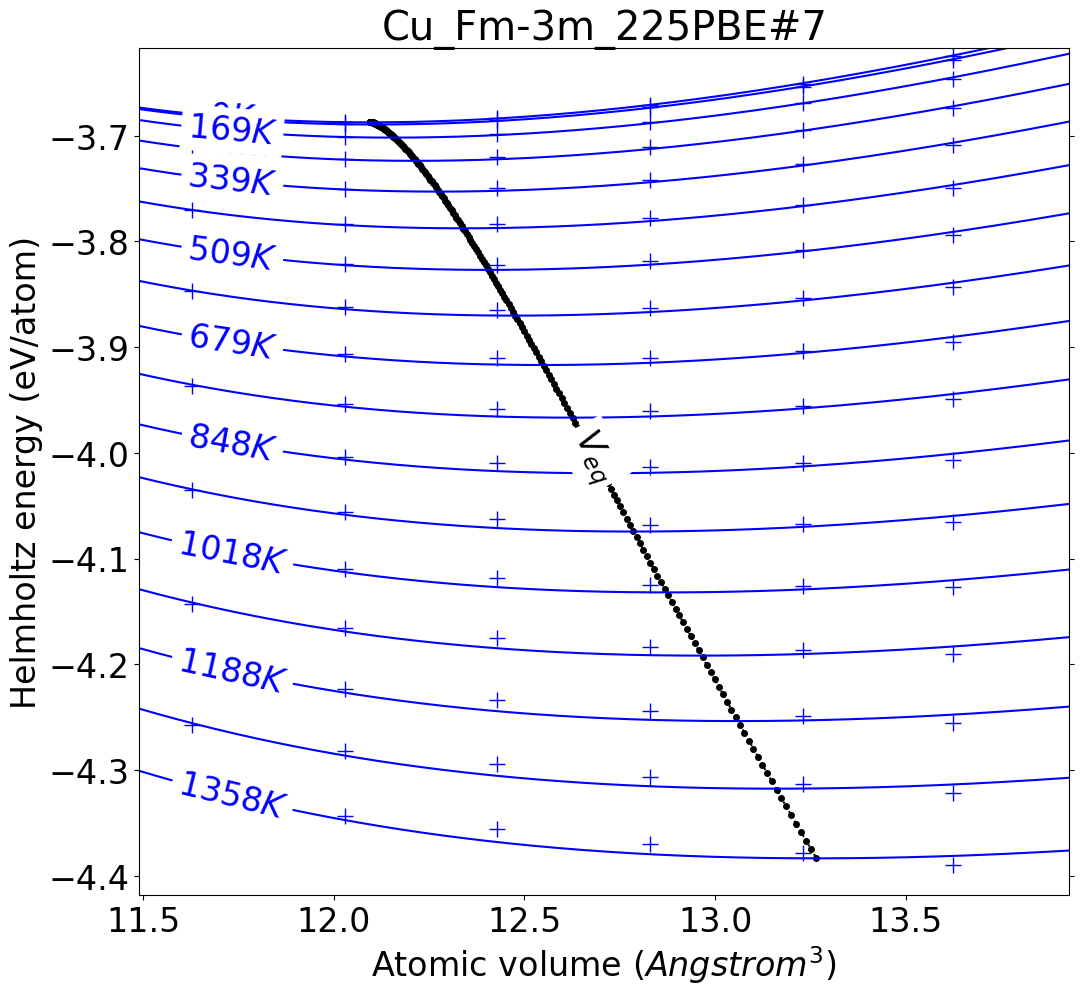 Cu_Fm-3m_225PBE#7
Helmholtz energy (eV/atom)
−3.7
−3.8
−3.9
−4.0
−4.1
−4.2
−4.3
−4.4
0K
169K
339K
509K
679K
848K
1018K
1188K
1358K
V_eq
11.5 12.0 12.5 13.0 13.5
Atomic volume (Angstrom³)